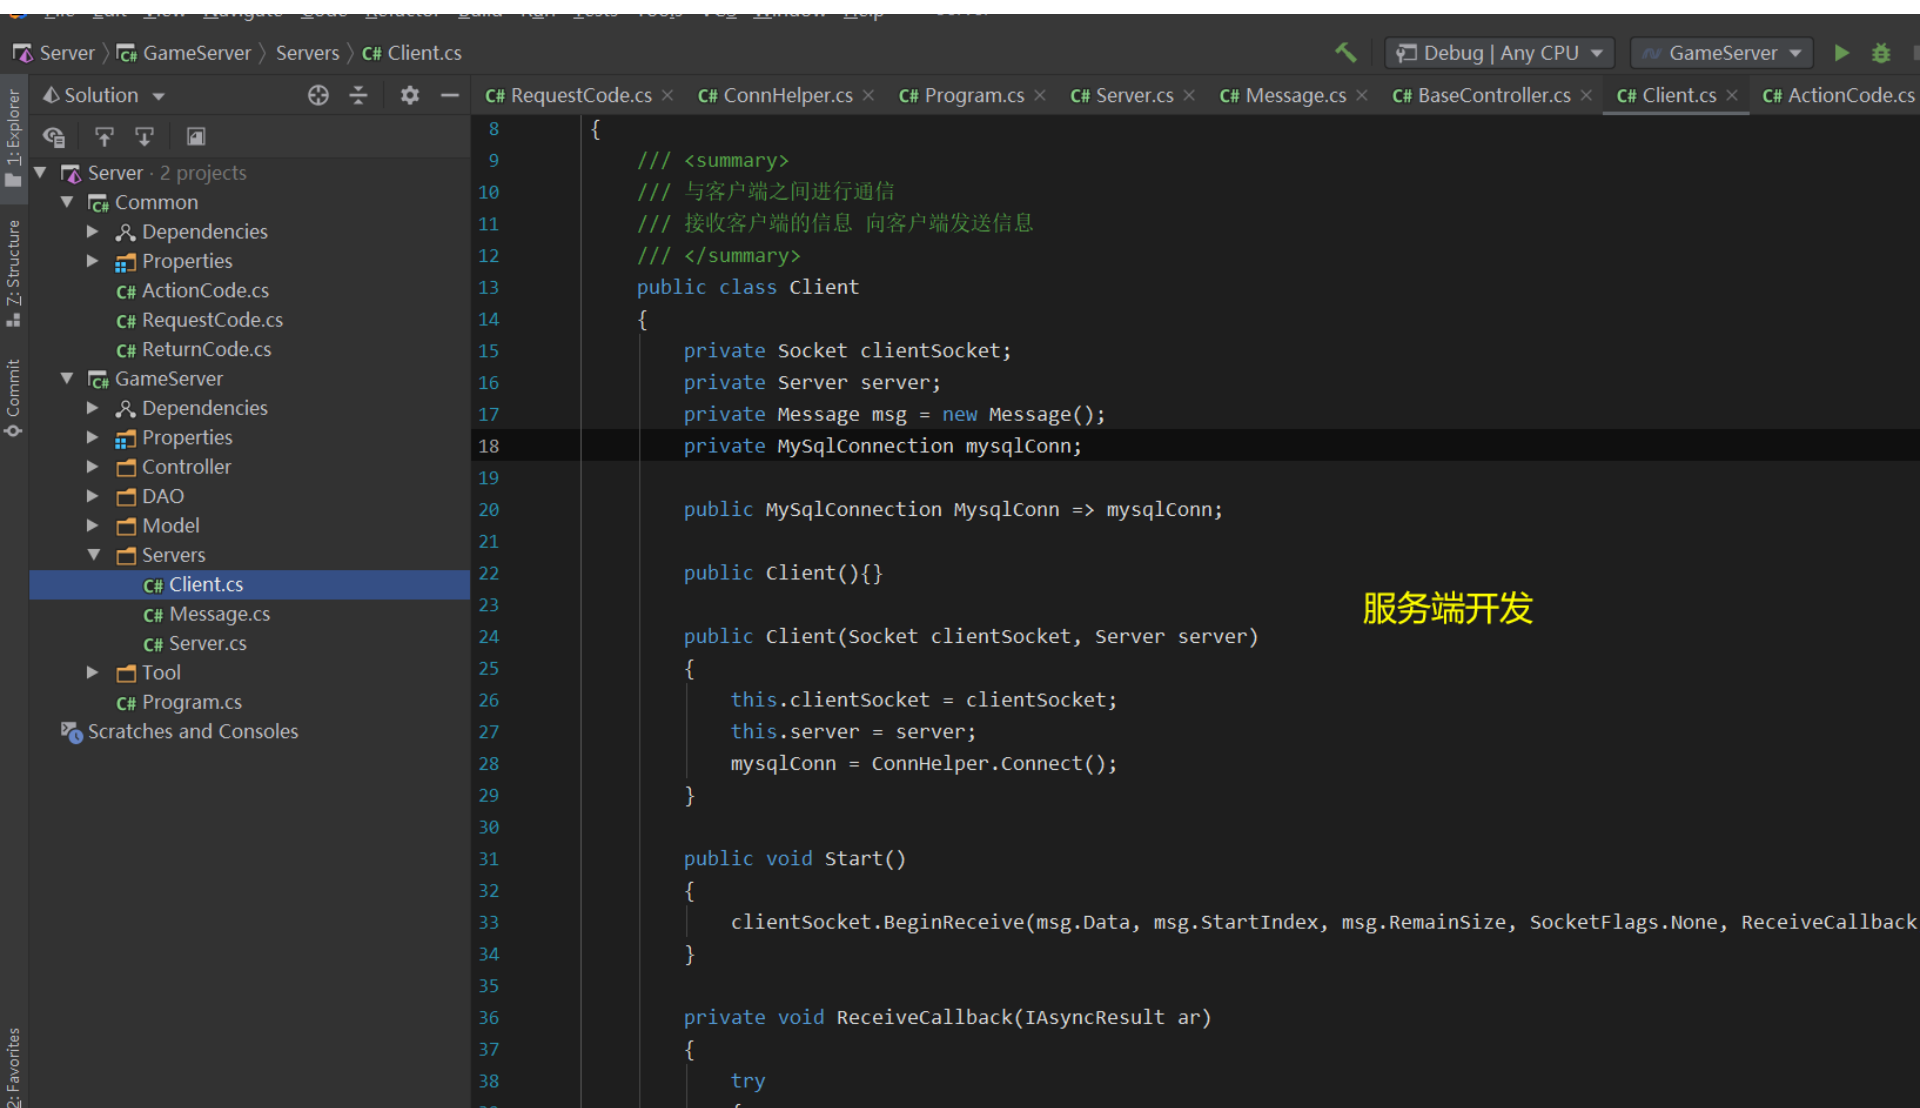 Server 〉 GameServer 〉 Servers 〉 C# Client.cs
Debug | Any CPU
GameServer
Solution
C# RequestCode.cs × C# ConnHelper.cs × C# Program.cs × C# Server.cs × C# Message.cs × C# BaseController.cs × C# Client.cs × C# ActionCode.cs
1: Explorer
Z: Structure
Commit
2: Favorites
Server · 2 projects
Common
Dependencies
Properties
C# ActionCode.cs
C# RequestCode.cs
C# ReturnCode.cs
GameServer
Dependencies
Properties
Controller
DAO
Model
Servers
C# Client.cs
C# Message.cs
C# Server.cs
Tool
C# Program.cs
Scratches and Consoles
8 {
9 /// <summary>
10 /// 与客户端之间进行通信
11 /// 接收客户端的信息 向客户端发送信息
12 /// </summary>
13 public class Client
14 {
15 private Socket clientSocket;
16 private Server server;
17 private Message msg = new Message();
18 private MySqlConnection mysqlConn;
19
20 public MySqlConnection MysqlConn => mysqlConn;
21
22 public Client(){}
23
24 public Client(Socket clientSocket, Server server)
25 {
26 this.clientSocket = clientSocket;
27 this.server = server;
28 mysqlConn = ConnHelper.Connect();
29 }
30
31 public void Start()
32 {
33 clientSocket.BeginReceive(msg.Data, msg.StartIndex, msg.RemainSize, SocketFlags.None, ReceiveCallback
34 }
35
36 private void ReceiveCallback(IAsyncResult ar)
37 {
38 try
服务端开发